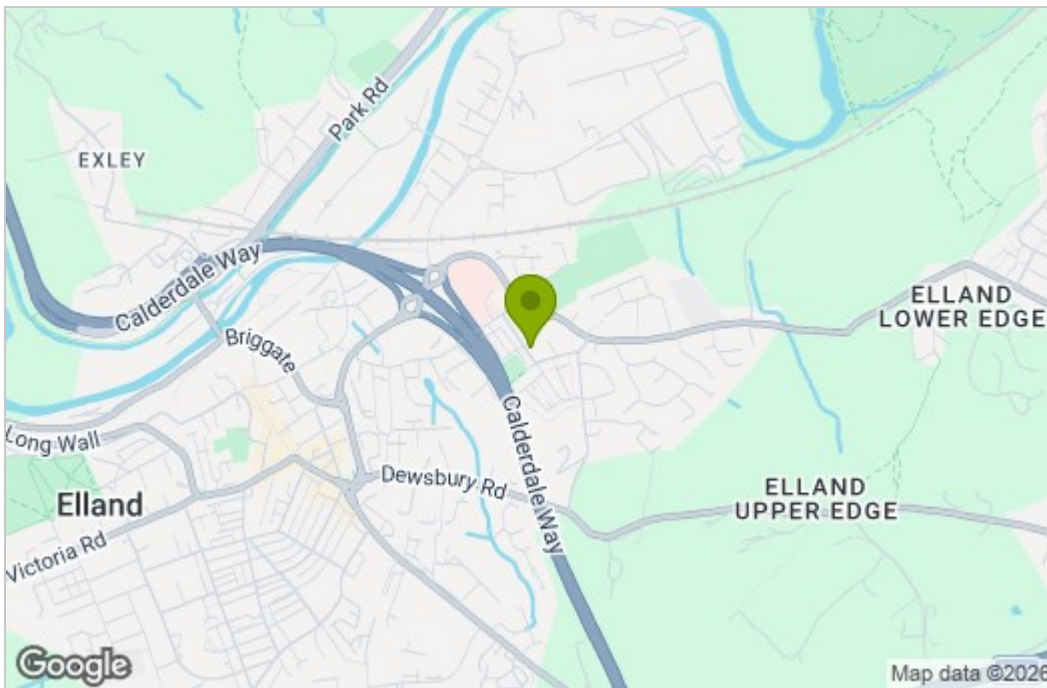 Park Rd
EXLEY
Calderdale Way
ELLAND
LOWER EDGE
Briggate
Long Wall
Calderdale Way
Dewsbury Rd
ELLAND
UPPER EDGE
Elland
Victoria Rd
Google
Map data ©2026